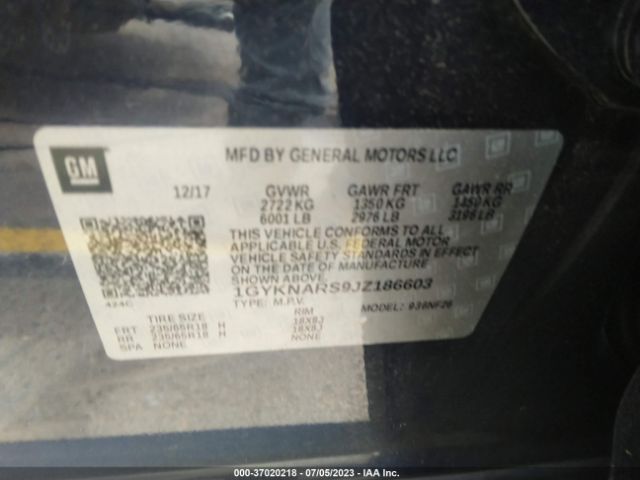 GM
MFD BY GENERAL MOTORS LLC
12/17 GVWR GAWR FRT GAWR RR
2722 KG 1350 KG 1450 KG
6001 LB 2976 LB 3196 LB
THIS VEHICLE CONFORMS TO ALL
APPLICABLE U.S. FEDERAL MOTOR
VEHICLE SAFETY STANDARDS IN EFFECT
ON THE DATE OF MANUFACTURE
SHOWN ABOVE.
1GYKNARS9JZ186603
424C TYPE: M.P.V. MODEL: 936NF26
TIRE SIZE RIM
FRT 235/65R18 H 18X8J
RR 235/65R18 H 18X8J
SPA NONE NONE
000-37020218 - 07/05/2023 - IAA Inc.